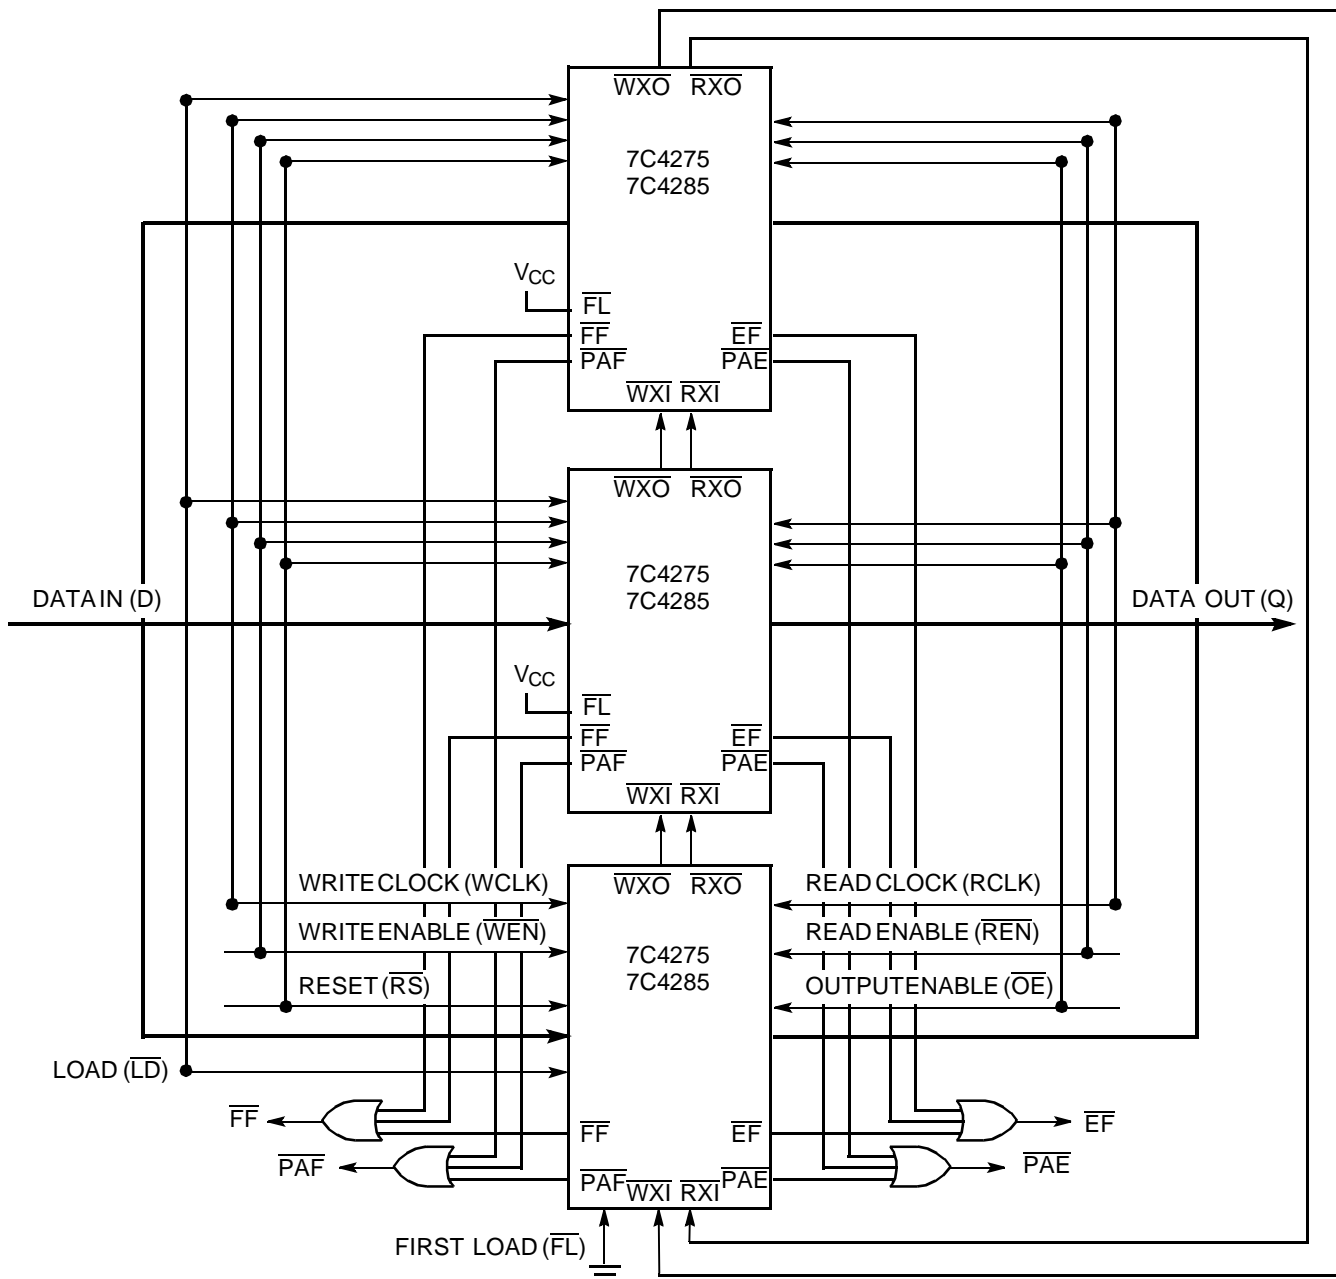 WXO RXO
7C4275
7C4285
VCC
FL
FF EF
PAF PAE
WXI RXI
WXO RXO
7C4275
7C4285
DATA IN (D) DATA OUT (Q)
VCC
FL
FF EF
PAF PAE
WXI RXI
WXO RXO
WRITE CLOCK (WCLK) READ CLOCK (RCLK)
WRITE ENABLE (WEN) READ ENABLE (REN)
7C4275
7C4285
RESET (RS) OUTPUT ENABLE (OE)
LOAD (LD)
FF FF EF EF
PAF PAF WXI RXI PAE PAE
FIRST LOAD (FL)